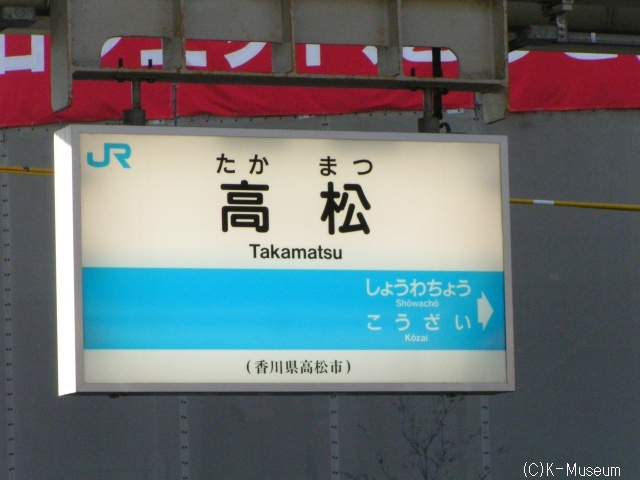 JR
たか まつ
高松
Takamatsu
しょうわちょう
Shōwachō
こうざい
Kōzai
(香川県高松市)
(C)K-Museum